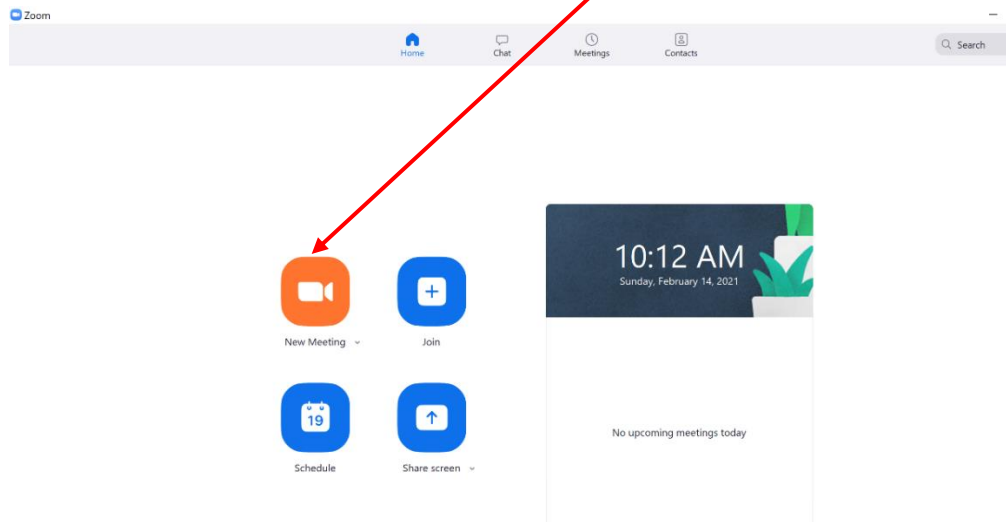 Zoom
Home
Chat
Meetings
Contacts
Search
10:12 AM
Sunday, February 14, 2021
New Meeting
Join
19
Schedule
Share screen
No upcoming meetings today